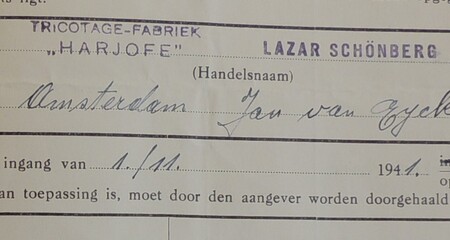 TRICOTAGE-FABRIEK
„HARJOFE” LAZAR SCHÖNBERG
(Handelsnaam)
Amsterdam Jan van Eyck
ingang van 1./11. 1941.
an toepassing is, moet door den aangever worden doorgehaald